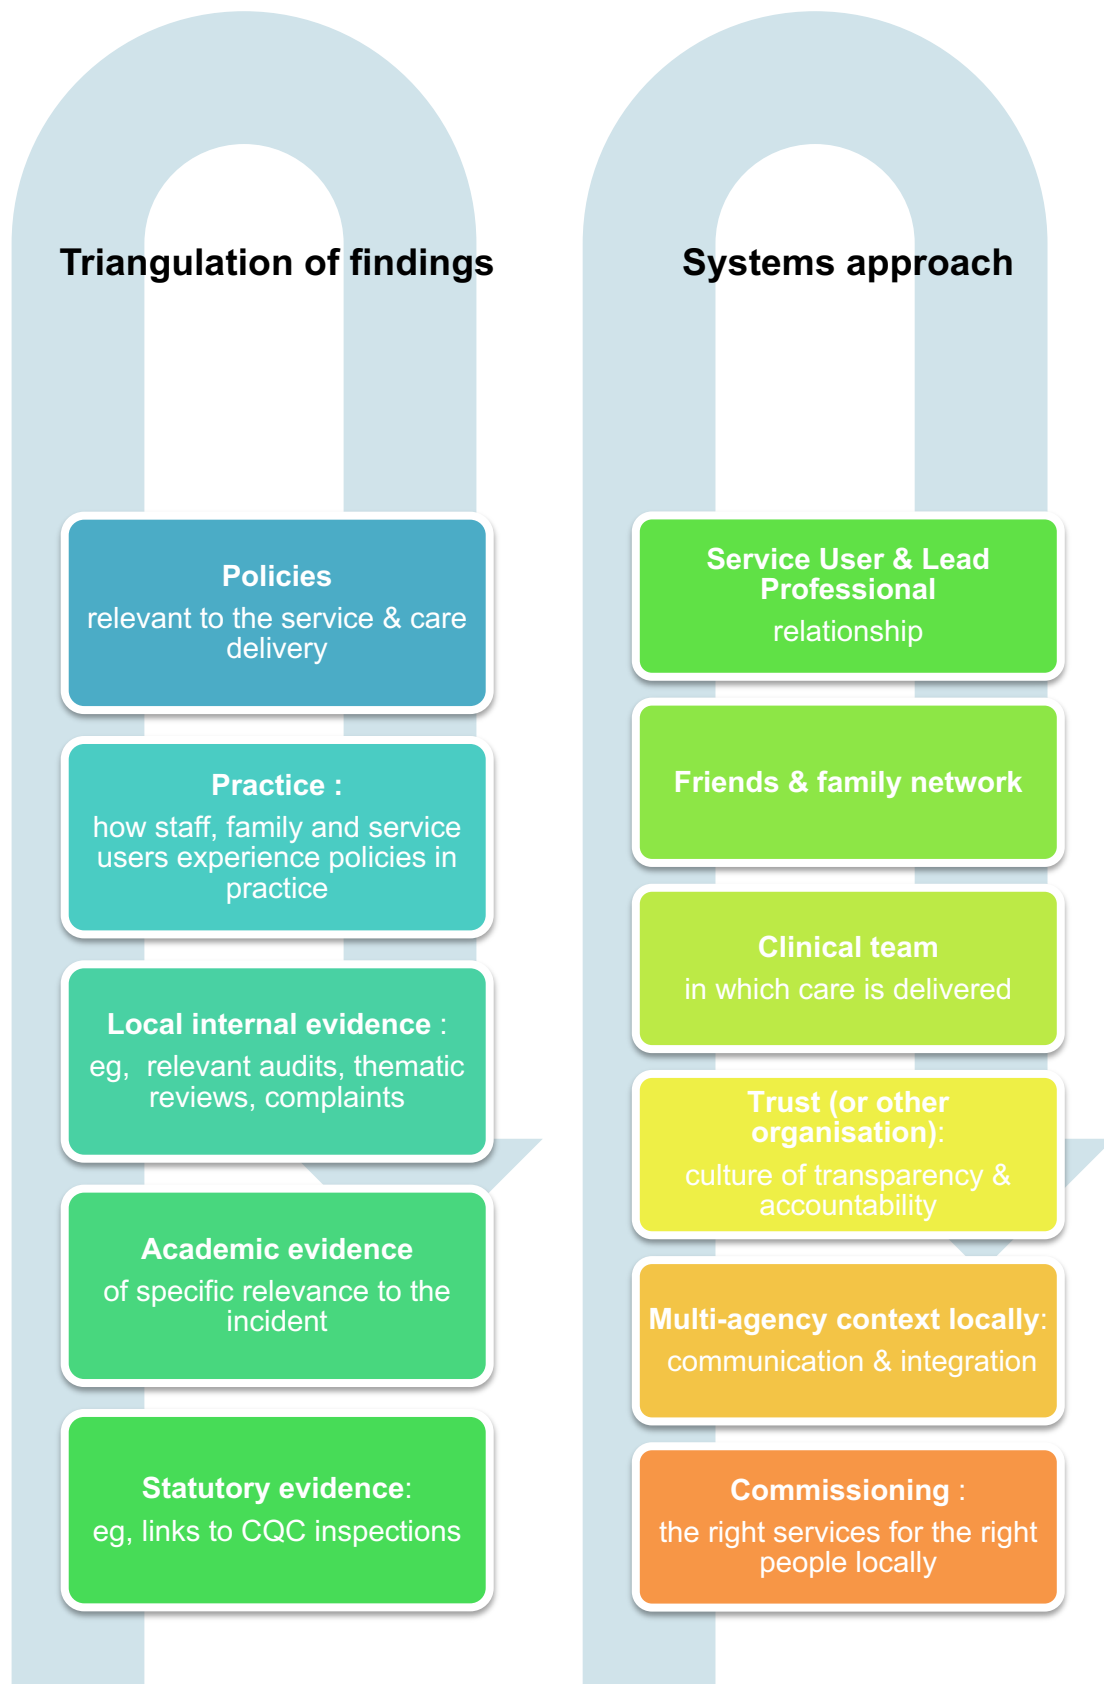 Triangulation of findings
Policies
relevant to the service & care
delivery
Practice :
how staff, family and service
users experience policies in
practice
Local internal evidence :
eg,  relevant audits, thematic
reviews, complaints
Academic evidence
of specific relevance to the
incident
Statutory evidence:
eg, links to CQC inspections
Systems approach
Service User & Lead
Professional
relationship
Friends & family network
Clinical team
in which care is delivered
Trust (or other
organisation):
culture of transparency &
accountability
Multi-agency context locally:
communication & integration
Commissioning :
the right services for the right
people locally